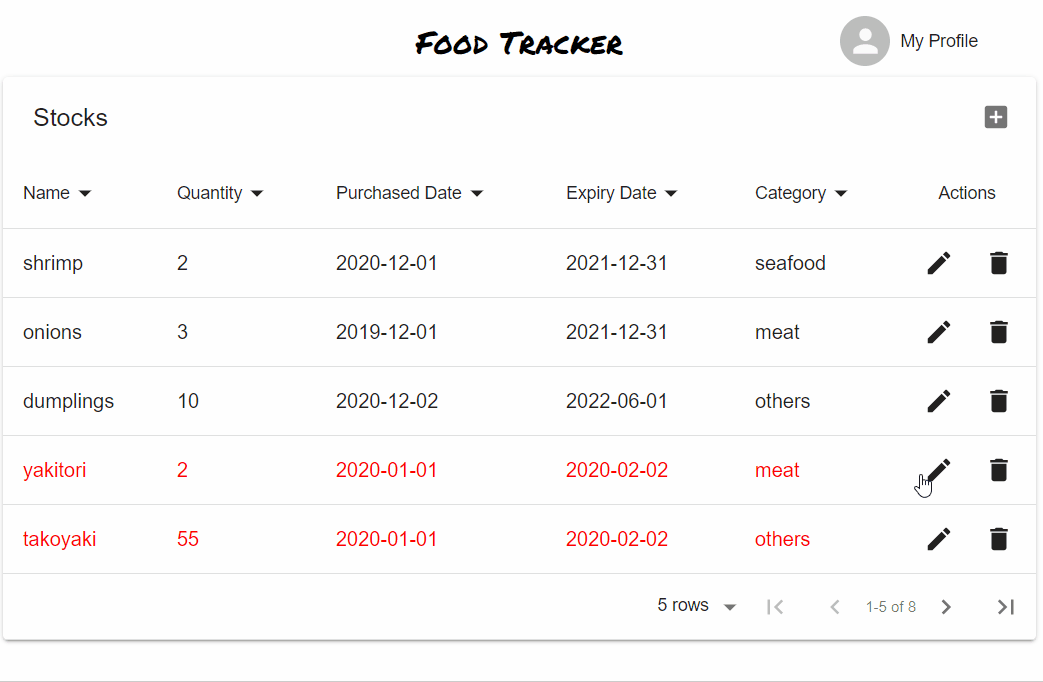 Food Tracker
My Profile
Stocks
Name Quantity Purchased Date Expiry Date Category Actions
shrimp 2 2020-12-01 2021-12-31 seafood
onions 3 2019-12-01 2021-12-31 meat
dumplings 10 2020-12-02 2022-06-01 others
yakitori 2 2020-01-01 2020-02-02 meat
takoyaki 55 2020-01-01 2020-02-02 others
5 rows 1-5 of 8